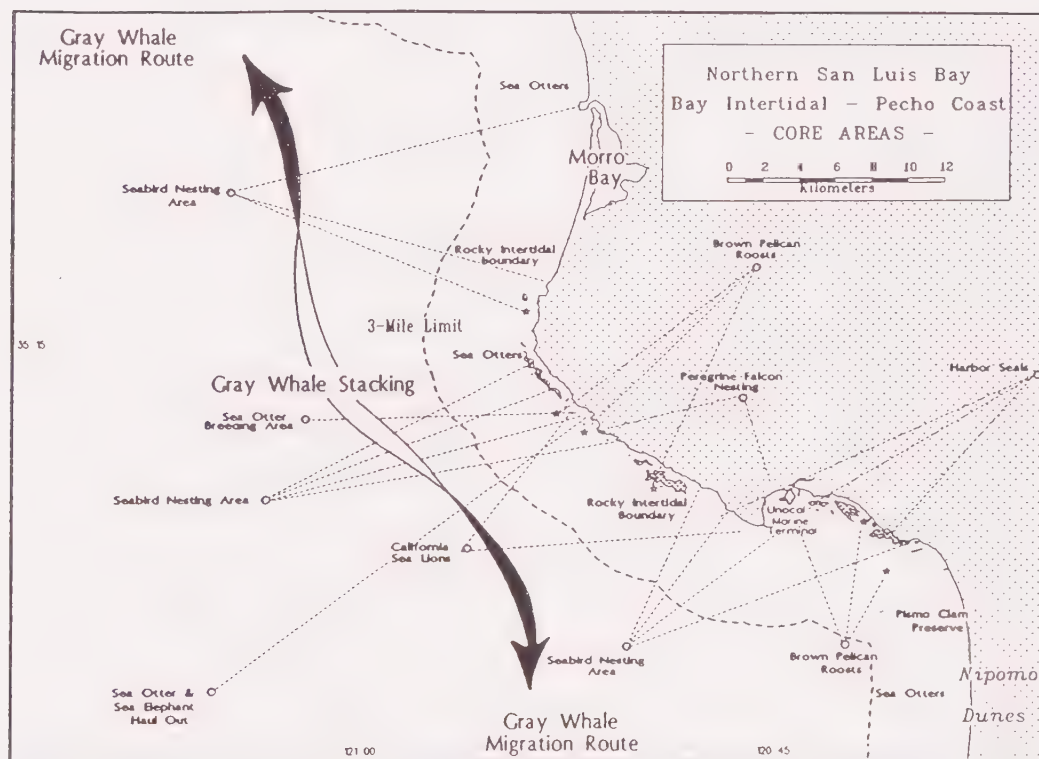 Gray Whale
Migration Route
Sea Otters
Northern San Luis Bay
Bay Intertidal - Pecho Coast
- CORE AREAS -
0 2 4 6 8 10 12
Kilometers
Morro
Bay
Seabird Nesting
Area
Rocky Intertidal
boundary
Brown Pelican
Roosts
3-Mile Limit
35 15
Sea Otters
Harbor Seals
Gray Whale Stacking
Peregrine Falcon
Nesting
Sea Otter
Breeding Area
Seabird Nesting Area
Rocky Intertidal
Boundary
Unocal
Marine
Terminal
California
Sea Lions
Pismo Clam
Preserve
Seabird Nesting
Area
Brown Pelican
Roosts
Nipomo
Dunes
Sea Otter &
Sea Elephant
Haul Out
Sea Otters
Gray Whale
Migration Route
121 00
120 45